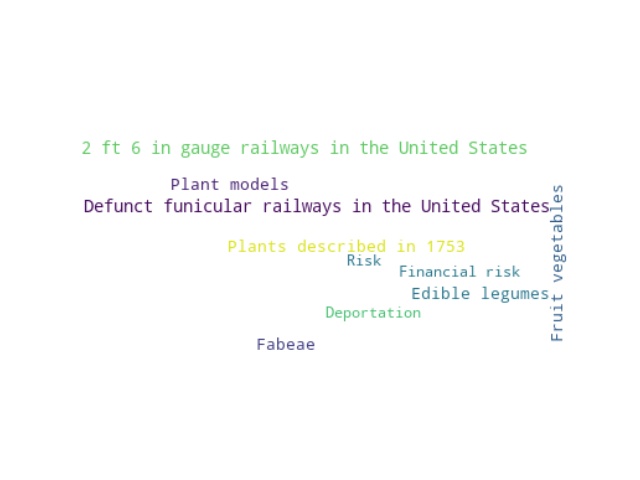 2 ft 6 in gauge railways in the United States
Plant models
Defunct funicular railways in the United States
Fruit vegetables
Plants described in 1753
Risk
Financial risk
Edible legumes
Deportation
Fabeae